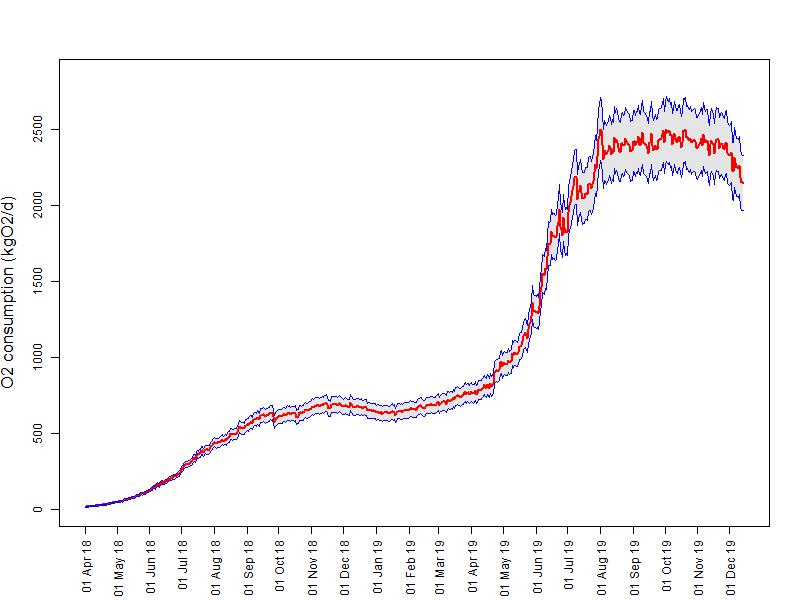 O2 consumption (kgO2/d)
2500
2000
1500
1000
500
0
01 Apr 18
01 May 18
01 Jun 18
01 Jul 18
01 Aug 18
01 Sep 18
01 Oct 18
01 Nov 18
01 Dec 18
01 Jan 19
01 Feb 19
01 Mar 19
01 Apr 19
01 May 19
01 Jun 19
01 Jul 19
01 Aug 19
01 Sep 19
01 Oct 19
01 Nov 19
01 Dec 19